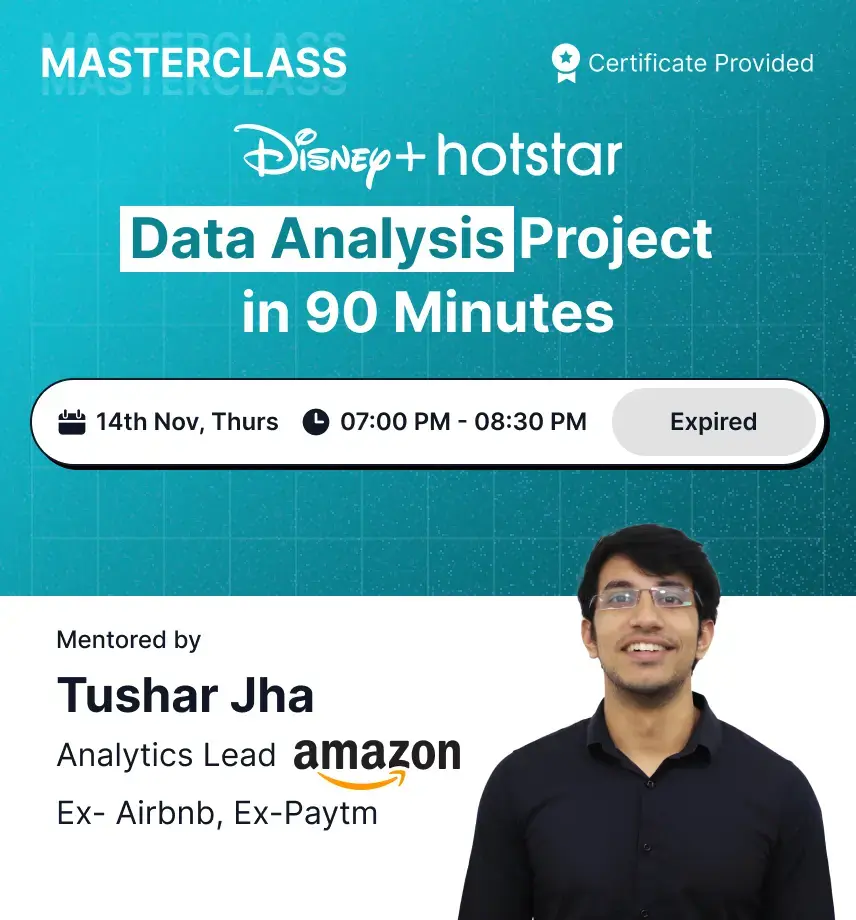 MASTERCLASS
Certificate Provided
Disney+ hotstar
Data Analysis Project
in 90 Minutes
14th Nov, Thurs 07:00 PM - 08:30 PM Expired
Mentored by
Tushar Jha
Analytics Lead amazon
Ex- Airbnb, Ex-Paytm